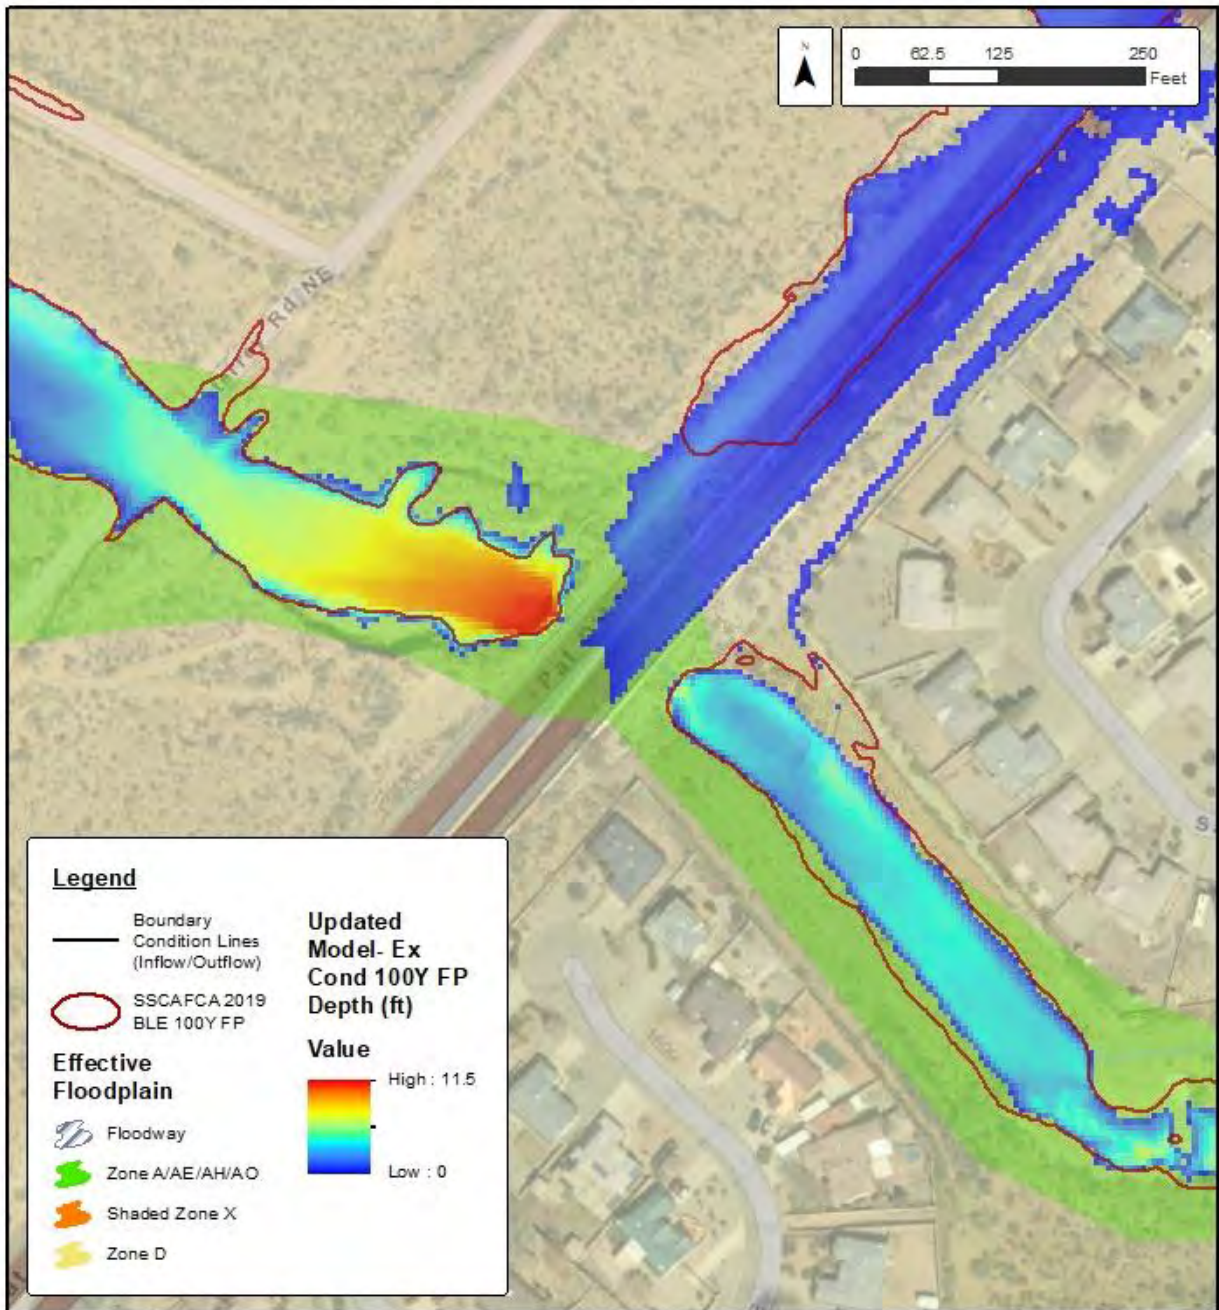 N
0 62.5 125 250
Feet
Rd NE
Pal
S.
Legend
Boundary
Condition Lines
(Inflow/Outflow)
SSCAFCA 2019
BLE 100Y FP
Effective
Floodplain
Floodway
Zone A/AE/AH/AO
Shaded Zone X
Zone D
Updated
Model- Ex
Cond 100Y FP
Depth (ft)
Value
High : 11.5
Low : 0